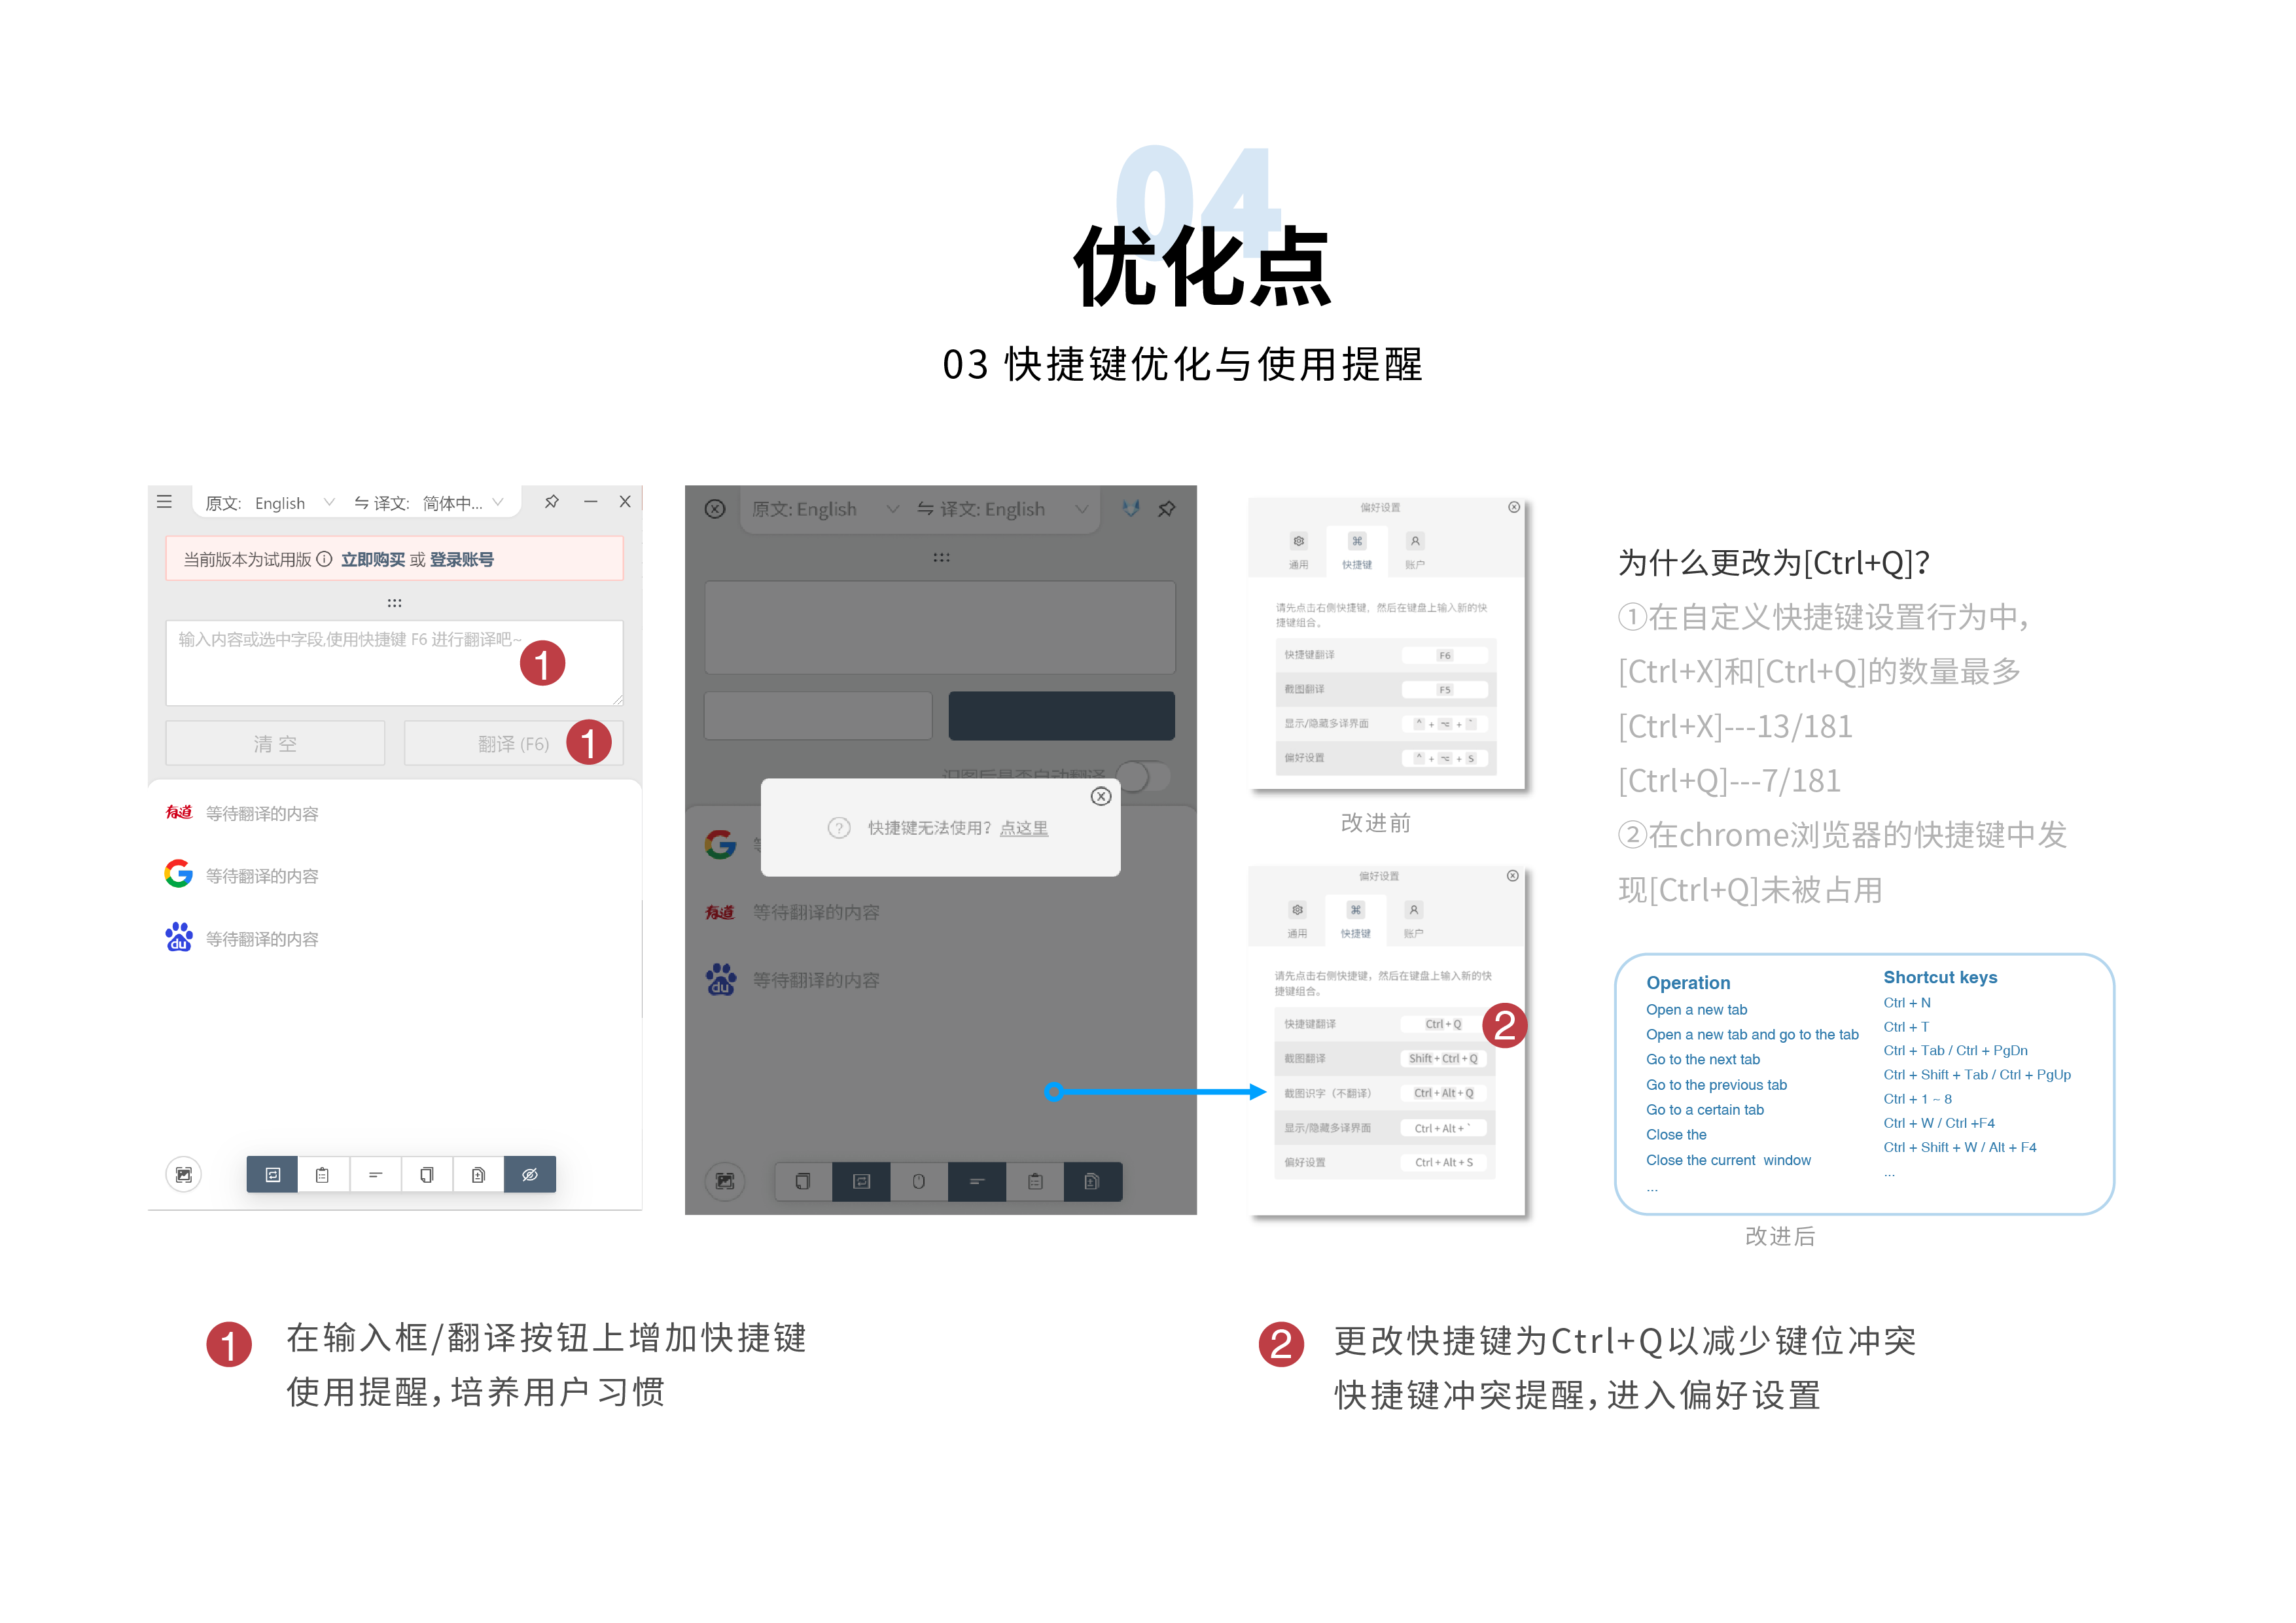 04
优化点
03 快捷键优化与使用提醒
原文: English 译文: 简体中...
当前版本为试用版 立即购买 或 登录账号
输入内容或选中字段,使用快捷键 F6 进行翻译吧~
1
清 空
翻译 (F6)
1
有道 等待翻译的内容
等待翻译的内容
du 等待翻译的内容
原文: English 译文: English
识图后是否自动翻译
快捷键无法使用? 点这里
有道 等待翻译的内容
du 等待翻译的内容
偏好设置
通用 快捷键 账户
请先点击右侧快捷键，然后在键盘上输入新的快
捷键组合。
快捷键翻译 F6
截图翻译 F5
显示/隐藏多译界面 ^ + ⌥ + `
偏好设置 ^ + ⌥ + S
改进前
偏好设置
通用 快捷键 账户
请先点击右侧快捷键，然后在键盘上输入新的快
捷键组合。
快捷键翻译 Ctrl + Q
2
截图翻译 Shift + Ctrl + Q
截图识字（不翻译） Ctrl + Alt + Q
显示/隐藏多译界面 Ctrl + Alt + `
偏好设置 Ctrl + Alt + S
为什么更改为[Ctrl+Q]？
①在自定义快捷键设置行为中，
[Ctrl+X]和[Ctrl+Q]的数量最多
[Ctrl+X]---13/181
[Ctrl+Q]---7/181
②在chrome浏览器的快捷键中发
现[Ctrl+Q]未被占用
Operation
Open a new tab
Open a new tab and go to the tab
Go to the next tab
Go to the previous tab
Go to a certain tab
Close the
Close the current window
...
Shortcut keys
Ctrl + N
Ctrl + T
Ctrl + Tab / Ctrl + PgDn
Ctrl + Shift + Tab / Ctrl + PgUp
Ctrl + 1 ~ 8
Ctrl + W / Ctrl +F4
Ctrl + Shift + W / Alt + F4
...
改进后
1 在输入框/翻译按钮上增加快捷键
使用提醒，培养用户习惯
2 更改快捷键为Ctrl+Q以减少键位冲突
快捷键冲突提醒，进入偏好设置